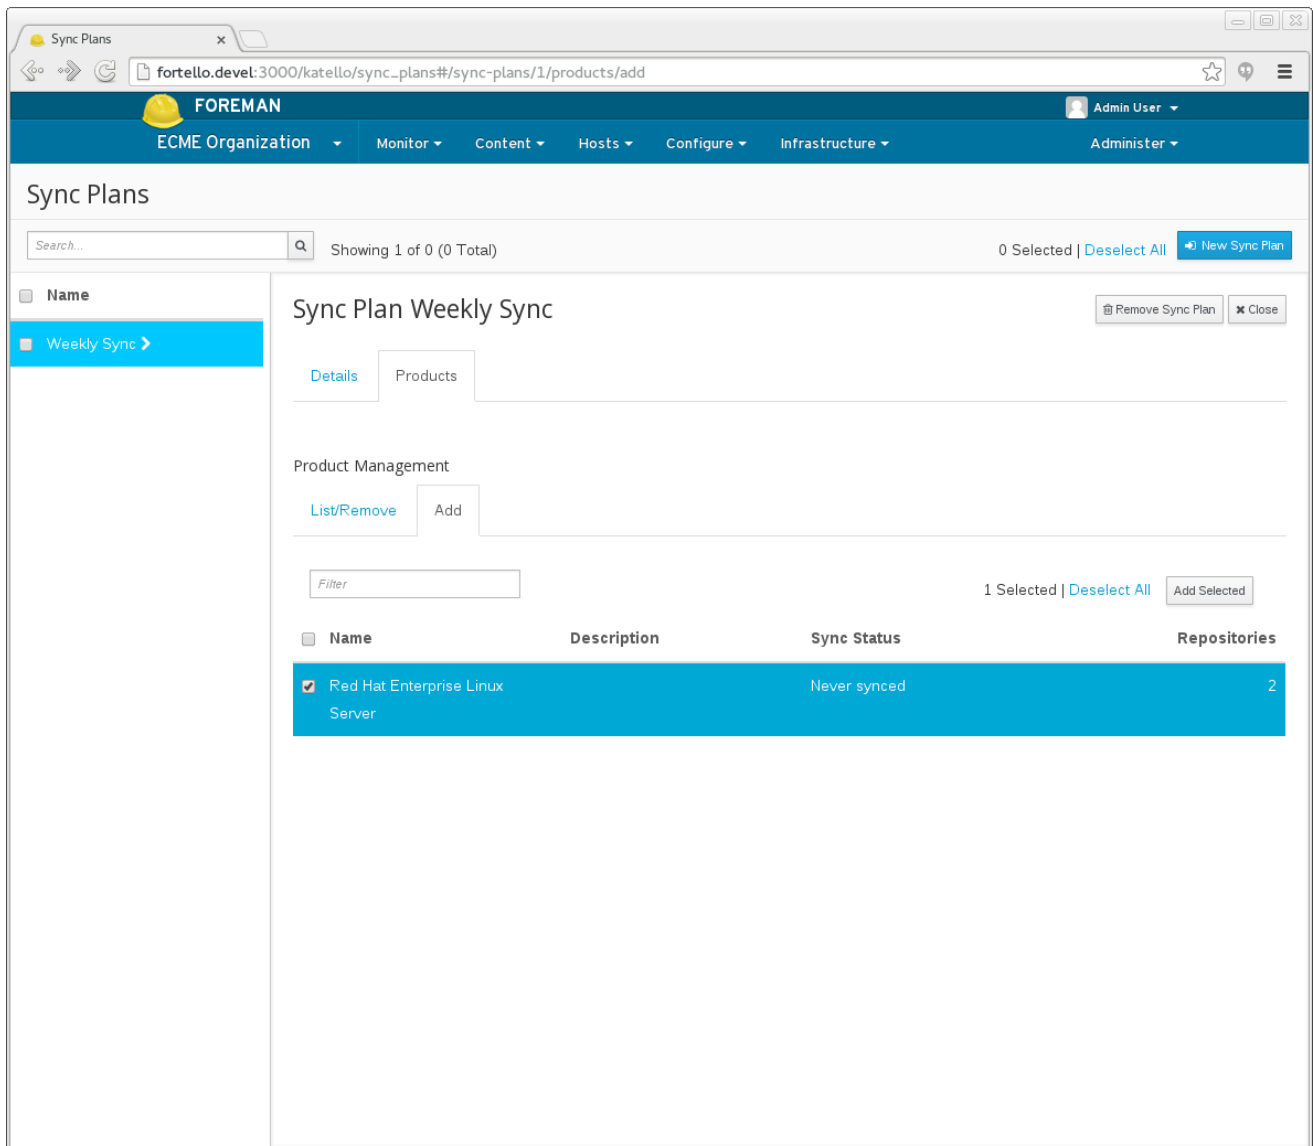 Sync Plans
fortello.devel:3000/katello/sync_plans#/sync-plans/1/products/add
FOREMAN
Admin User
ECME Organization Monitor Content Hosts Configure Infrastructure Administer
Sync Plans
Search...
Showing 1 of 0 (0 Total)
0 Selected | Deselect All
New Sync Plan
Name
Weekly Sync
Sync Plan Weekly Sync
Remove Sync Plan
Close
Details Products
Product Management
List/Remove Add
Filter
1 Selected | Deselect All
Add Selected
Name Description Sync Status Repositories
Red Hat Enterprise Linux Never synced 2
Server